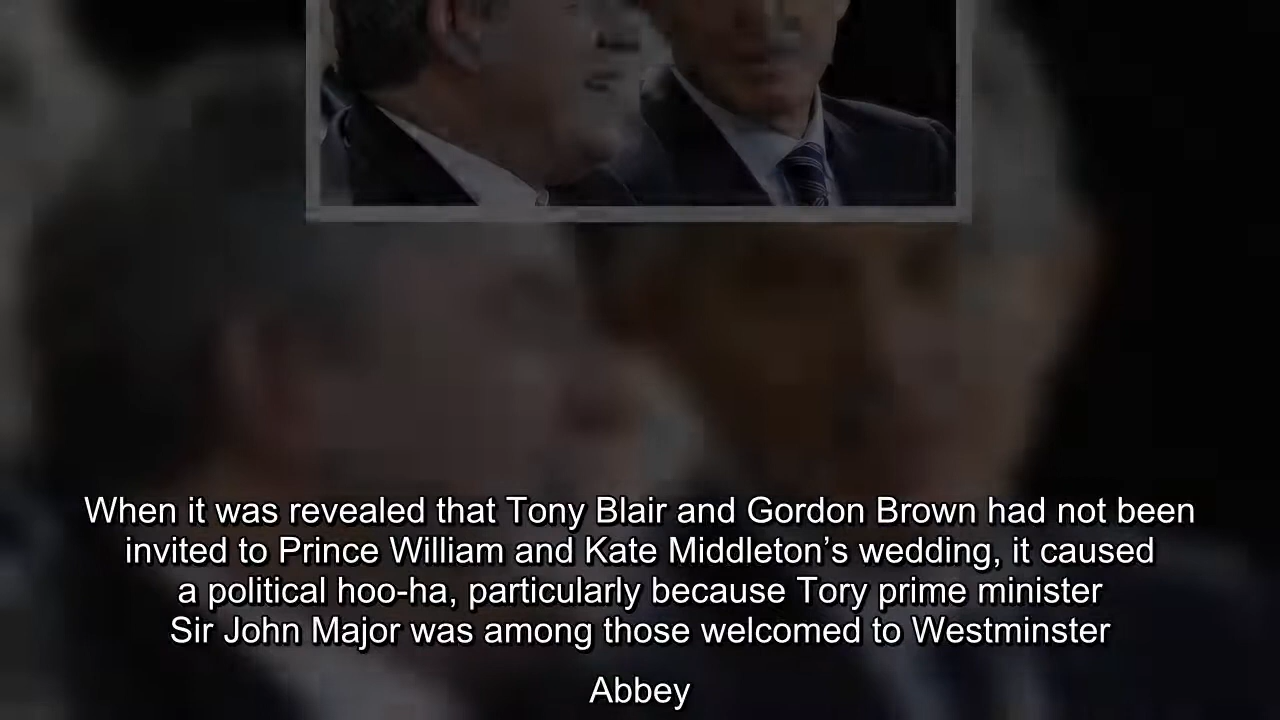 When it was revealed that Tony Blair and Gordon Brown had not been
invited to Prince William and Kate Middleton’s wedding, it caused
a political hoo-ha, particularly because Tory prime minister
Sir John Major was among those welcomed to Westminster
Abbey